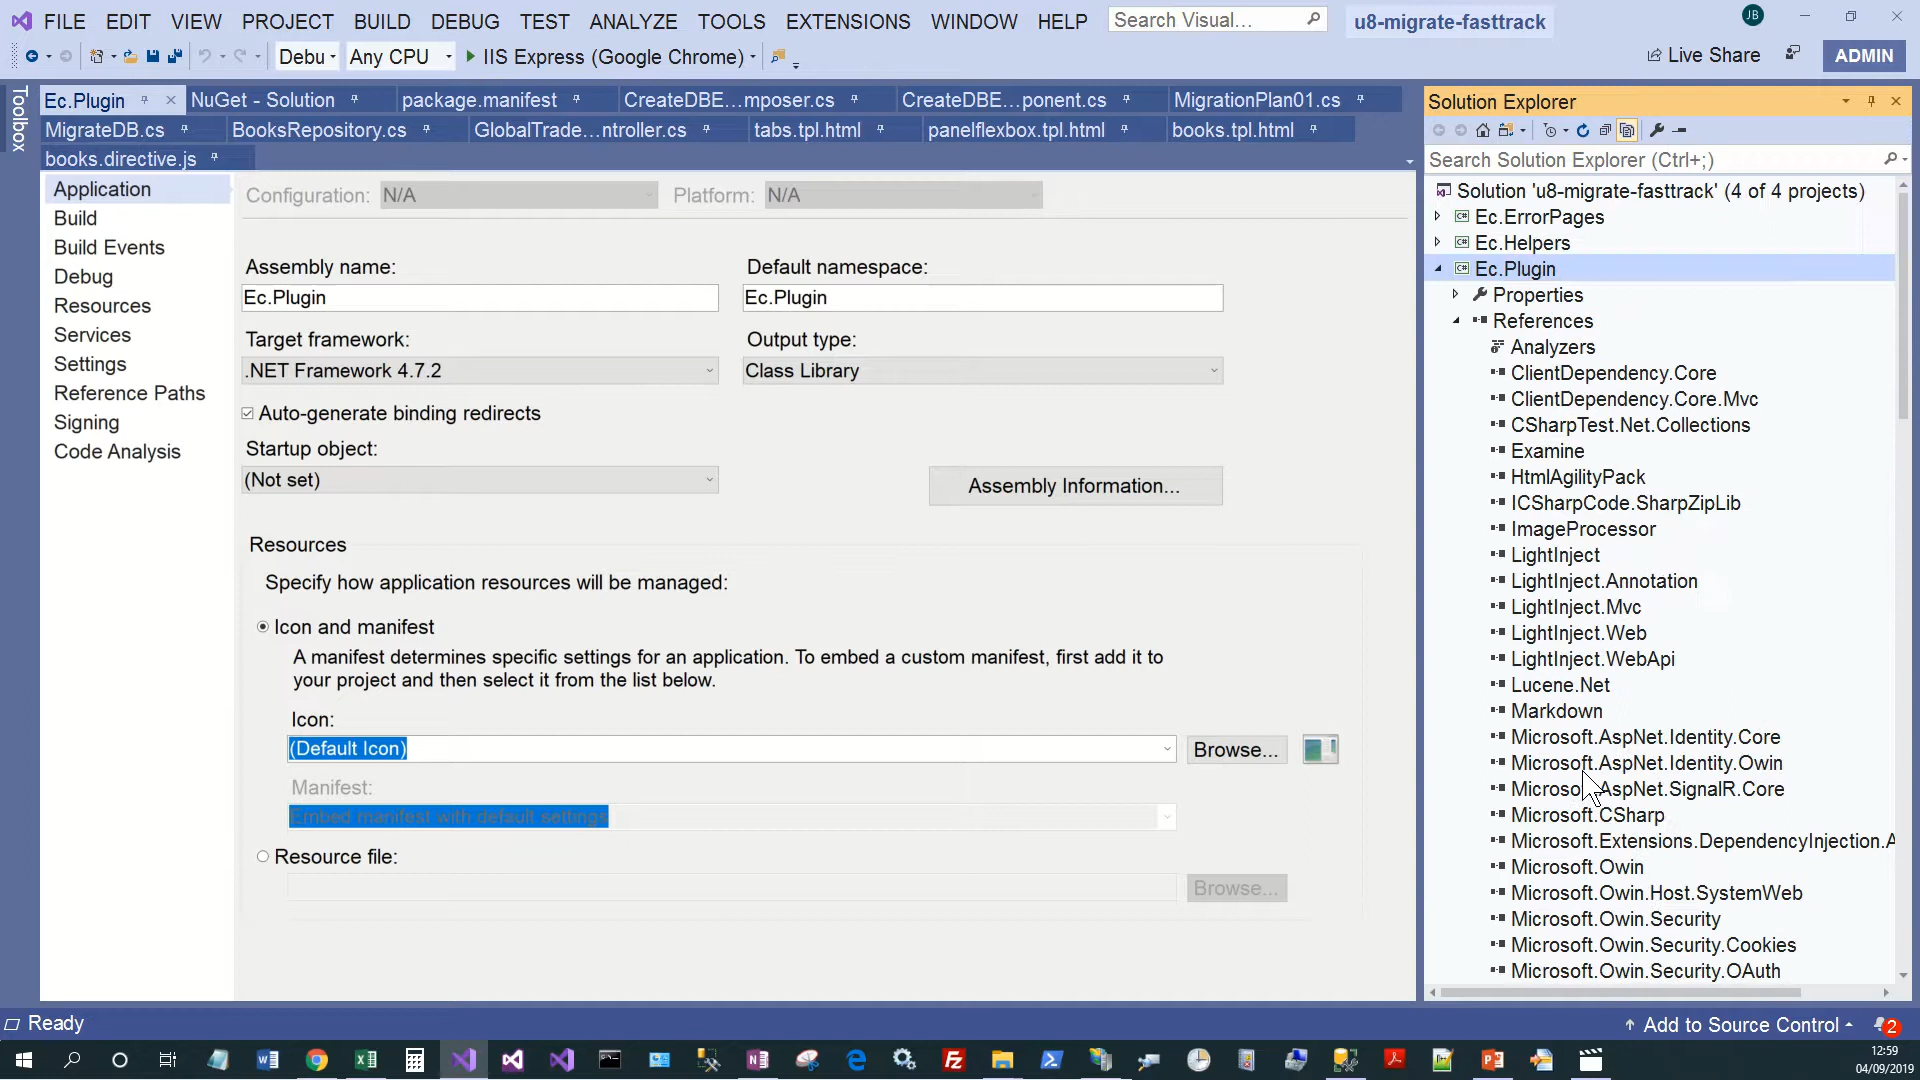 FILE EDIT VIEW PROJECT BUILD DEBUG TEST ANALYZE TOOLS EXTENSIONS WINDOW HELP Search Visual... u8-migrate-fasttrack JB
Debu Any CPU IIS Express (Google Chrome) Live Share ADMIN
Toolbox
Ec.Plugin NuGet - Solution package.manifest CreateDBE...mposer.cs CreateDBE...ponent.cs MigrationPlan01.cs
MigrateDB.cs BooksRepository.cs GlobalTrade...ntroller.cs tabs.tpl.html panelflexbox.tpl.html books.tpl.html
books.directive.js
Application
Build
Build Events
Debug
Resources
Services
Settings
Reference Paths
Signing
Code Analysis
Configuration: N/A Platform: N/A
Assembly name: Default namespace:
Ec.Plugin Ec.Plugin
Target framework: Output type:
.NET Framework 4.7.2 Class Library
Auto-generate binding redirects
Startup object:
(Not set) Assembly Information...
Resources
Specify how application resources will be managed:
Icon and manifest
A manifest determines specific settings for an application. To embed a custom manifest, first add it to
your project and then select it from the list below.
Icon:
(Default Icon) Browse...
Manifest:
Embed manifest with default settings
Resource file:
Browse...
Solution Explorer
Search Solution Explorer (Ctrl+;)
Solution 'u8-migrate-fasttrack' (4 of 4 projects)
Ec.ErrorPages
Ec.Helpers
Ec.Plugin
Properties
References
Analyzers
ClientDependency.Core
ClientDependency.Core.Mvc
CSharpTest.Net.Collections
Examine
HtmlAgilityPack
ICSharpCode.SharpZipLib
ImageProcessor
LightInject
LightInject.Annotation
LightInject.Mvc
LightInject.Web
LightInject.WebApi
Lucene.Net
Markdown
Microsoft.AspNet.Identity.Core
Microsoft.AspNet.Identity.Owin
Microsoft.AspNet.SignalR.Core
Microsoft.CSharp
Microsoft.Extensions.DependencyInjection.A
Microsoft.Owin
Microsoft.Owin.Host.SystemWeb
Microsoft.Owin.Security
Microsoft.Owin.Security.Cookies
Microsoft.Owin.Security.OAuth
Ready Add to Source Control 2
12:59
04/09/2019